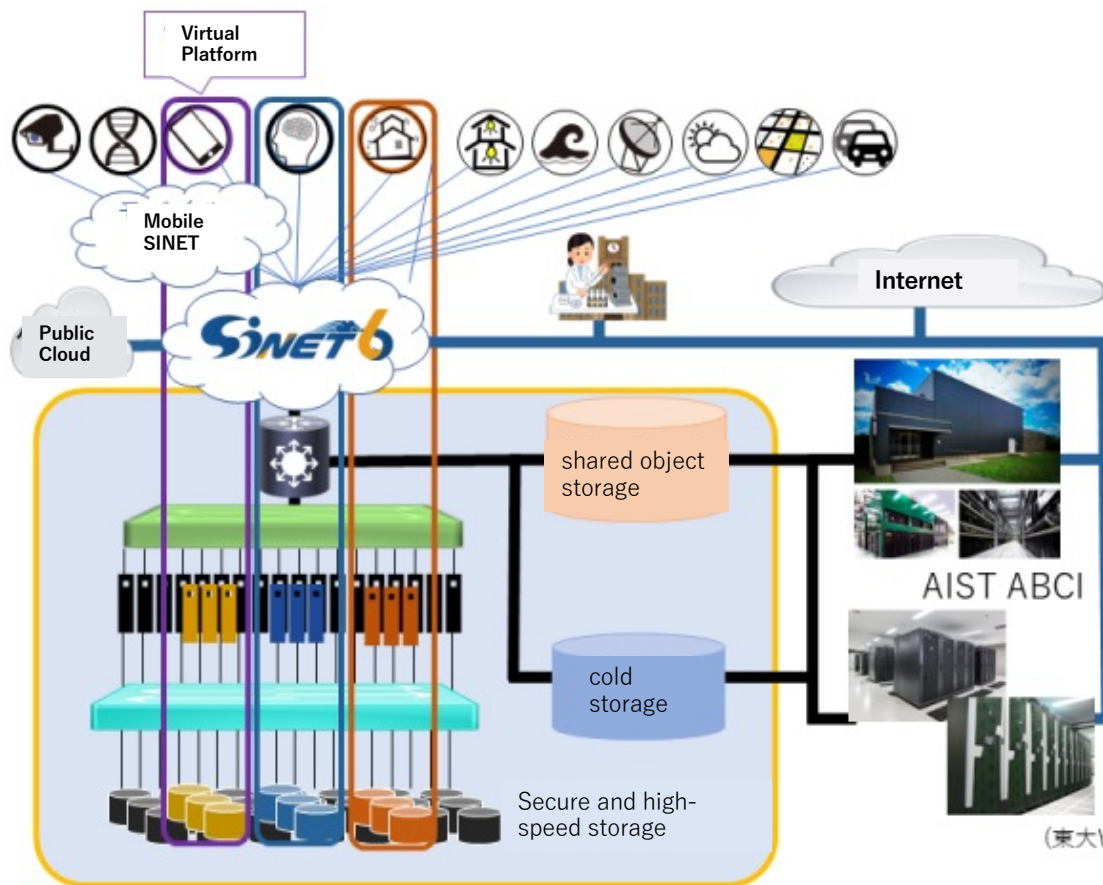 Virtual
Platform
Mobile
SINET
SINET6
Internet
Public
Cloud
shared object
storage
AIST ABCI
cold
storage
Secure and high-
speed storage
(東大